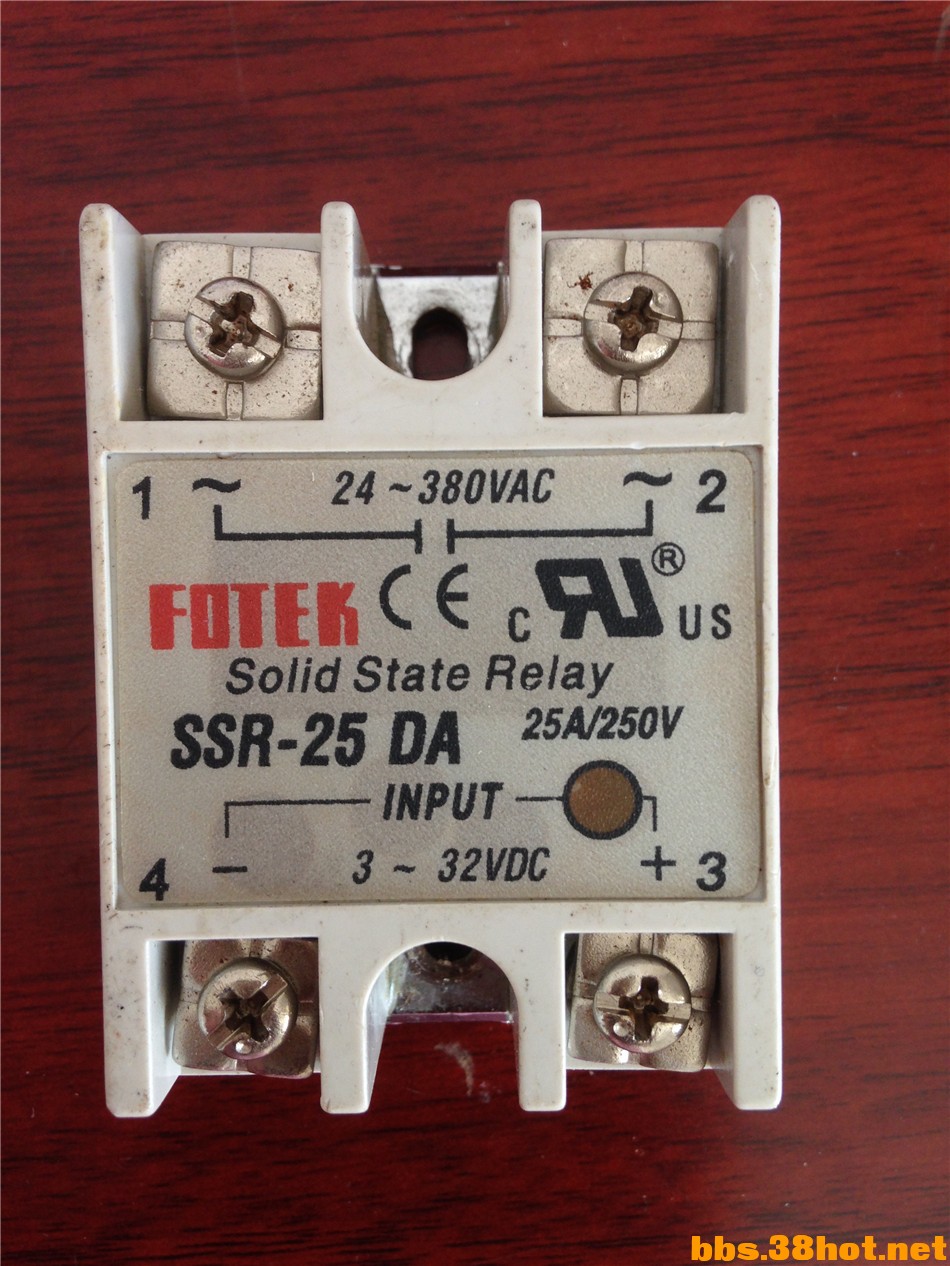 1 ~ 24 ~ 380VAC ~ 2
FOTEK CE c RU ® US
Solid State Relay
SSR-25 DA 25A/250V
INPUT
4 − 3 ~ 32VDC + 3
bbs.38hot.net